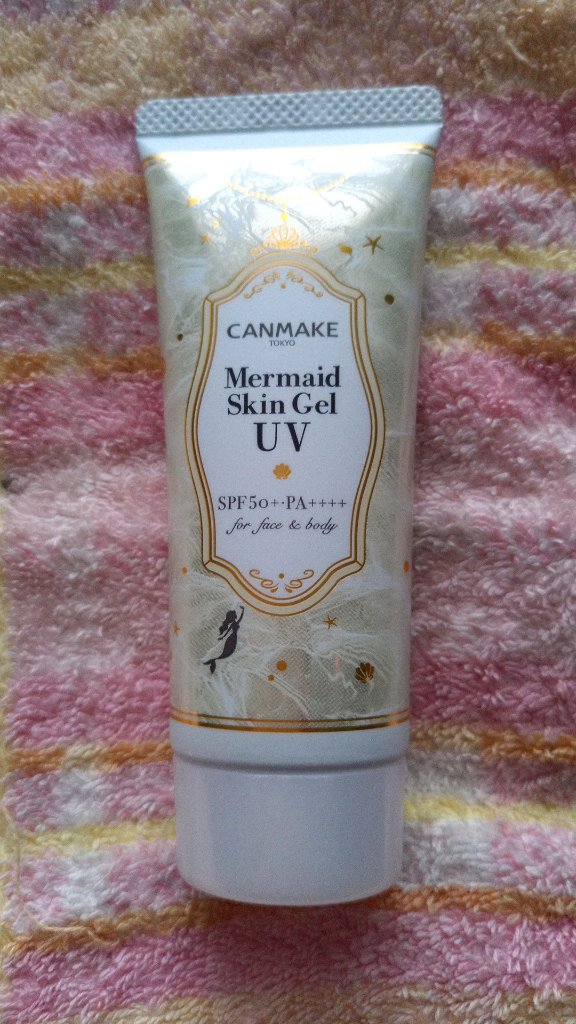 CANMAKE
TOKYO
Mermaid
Skin Gel
UV
SPF50+·PA++++
for face & body